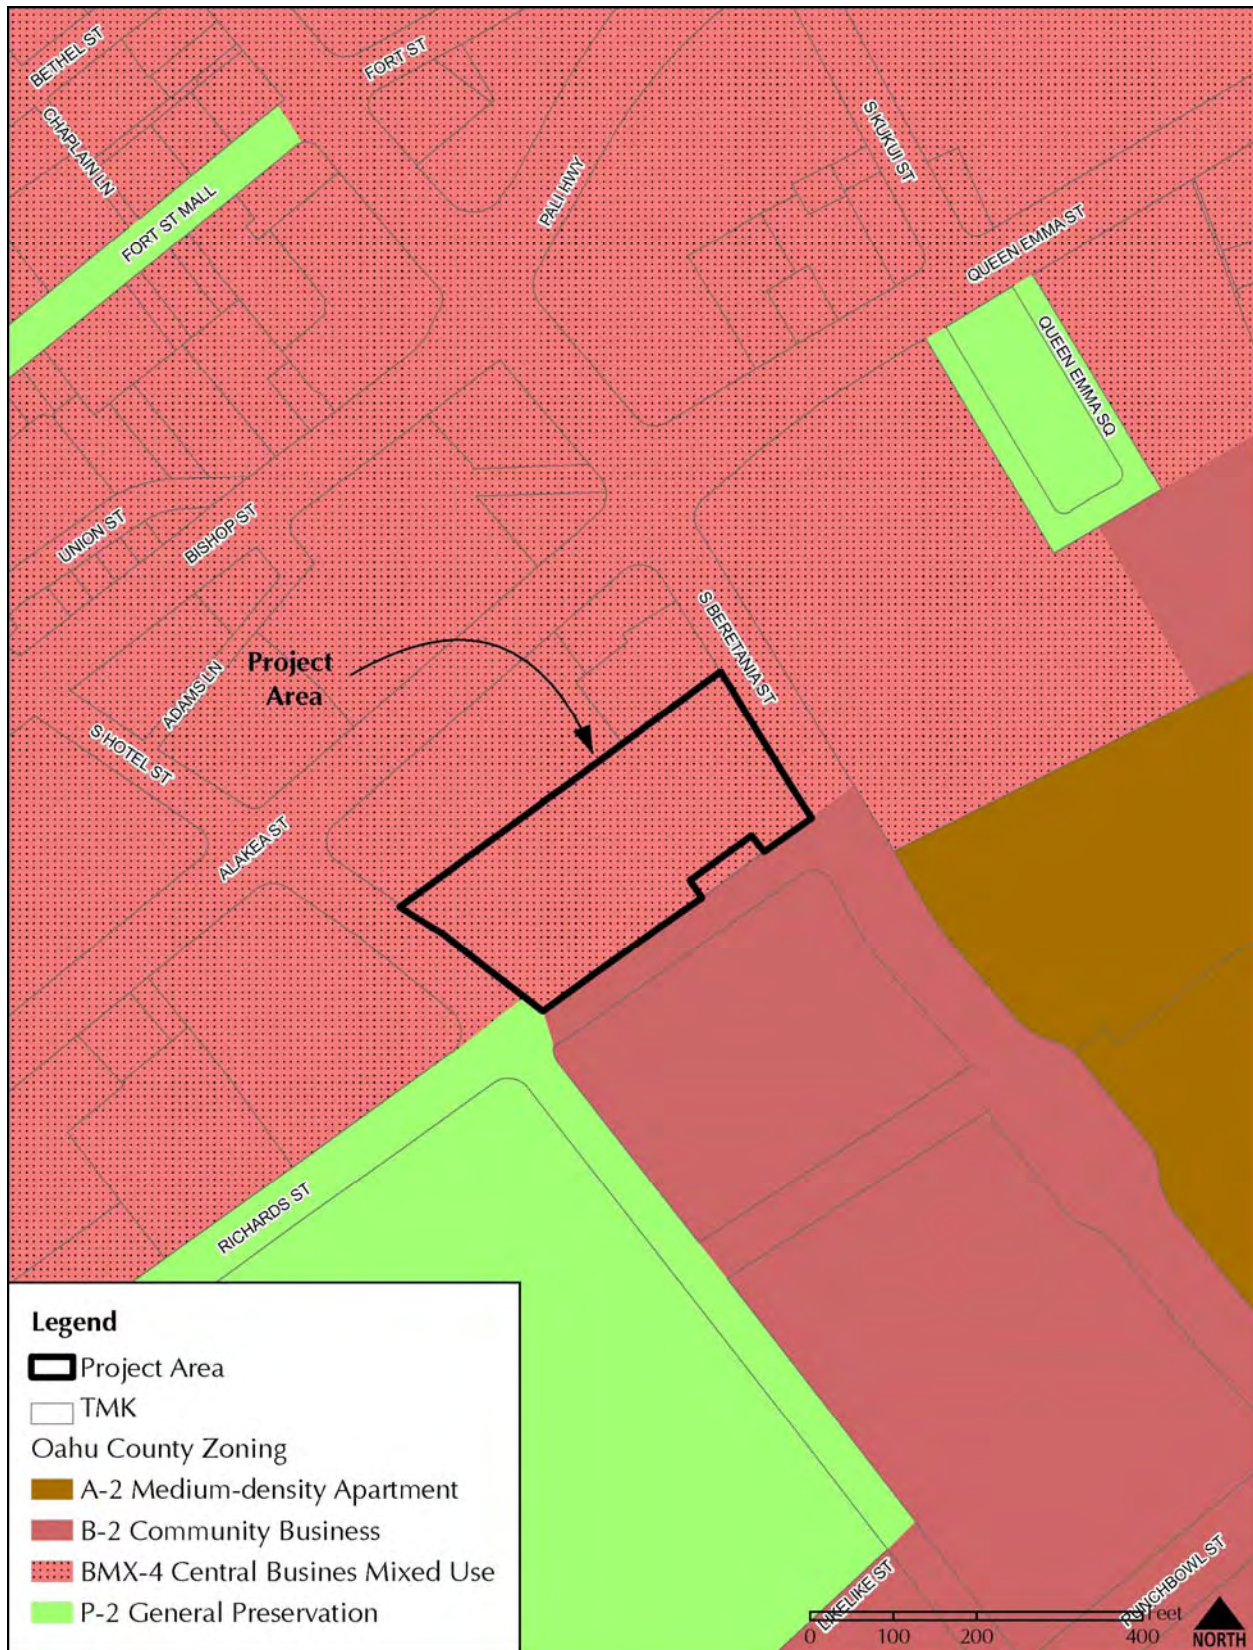 BETHEL ST
FORT ST
CHAPLAIN LN
S KUKUI ST
PALI HWY
FORT ST MALL
QUEEN EMMA ST
QUEEN EMMA SQ
UNION ST
BISHOP ST
S BERETANIA ST
Project
Area
ADAMS LN
S HOTEL ST
ALAKEA ST
RICHARDS ST
Legend
Project Area
TMK
Oahu County Zoning
A-2 Medium-density Apartment
B-2 Community Business
BMX-4 Central Busines Mixed Use
P-2 General Preservation
LIKELIKE ST
PUNCHBOWL ST
Feet
0 100 200 400
NORTH